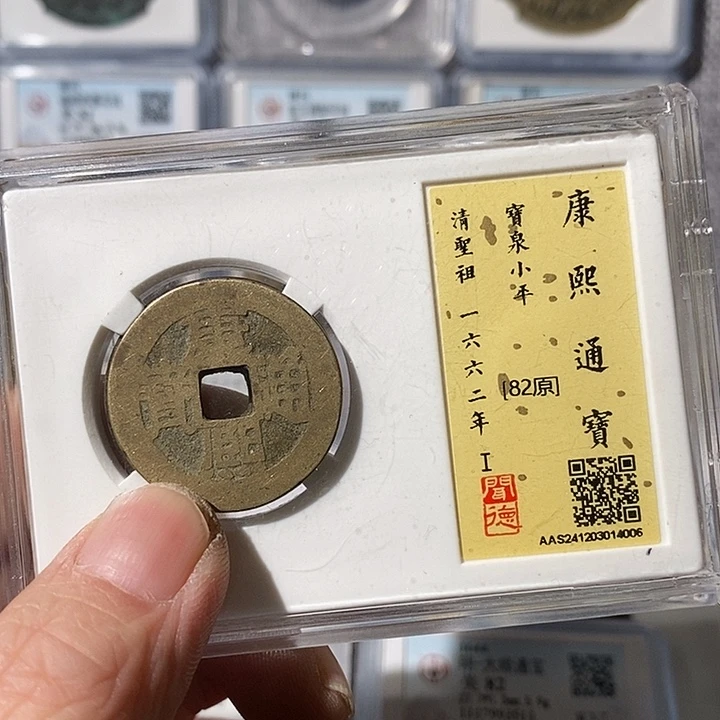 康熙通寶
寶泉小平
[82原]
清聖祖 一六六二年 I
聞德
AAS241203014006